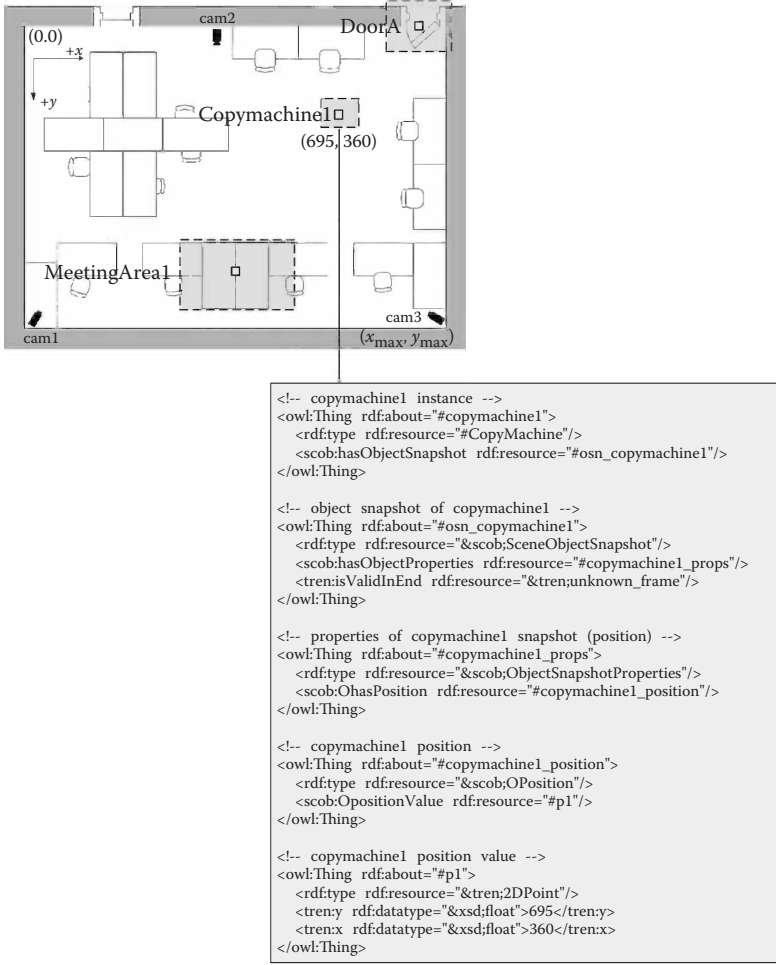 cam2
DoorA
(0.0)
+x
+y
Copymachine1
(695, 360)
MeetingArea1
cam3
cam1
(xmax, ymax)
<!-- copymachine1 instance -->
<owl:Thing rdf:about="#copymachine1">
<rdf:type rdf:resource="#CopyMachine"/>
<scob:hasObjectSnapshot rdf:resource="#osn_copymachine1"/>
</owl:Thing>
<!-- object snapshot of copymachine1 -->
<owl:Thing rdf:about="#osn_copymachine1">
<rdf:type rdf:resource="&scob;SceneObjectSnapshot"/>
<scob:hasObjectProperties rdf:resource="#copymachine1_props"/>
<tren:isValidInEnd rdf:resource="&tren;unknown_frame"/>
</owl:Thing>
<!-- properties of copymachine1 snapshot (position) -->
<owl:Thing rdf:about="#copymachine1_props">
<rdf:type rdf:resource="&scob;ObjectSnapshotProperties"/>
<scob:OhasPosition rdf:resource="#copymachine1_position"/>
</owl:Thing>
<!-- copymachine1 position -->
<owl:Thing rdf:about="#copymachine1_position">
<rdf:type rdf:resource="&scob;OPosition"/>
<scob:OpositionValue rdf:resource="#p1"/>
</owl:Thing>
<!-- copymachine1 position value -->
<owl:Thing rdf:about="#p1">
<rdf:type rdf:resource="&tren;2DPoint"/>
<tren:y rdf:datatype="&xsd;float">695</tren:y>
<tren:x rdf:datatype="&xsd;float">360</tren:x>
</owl:Thing>